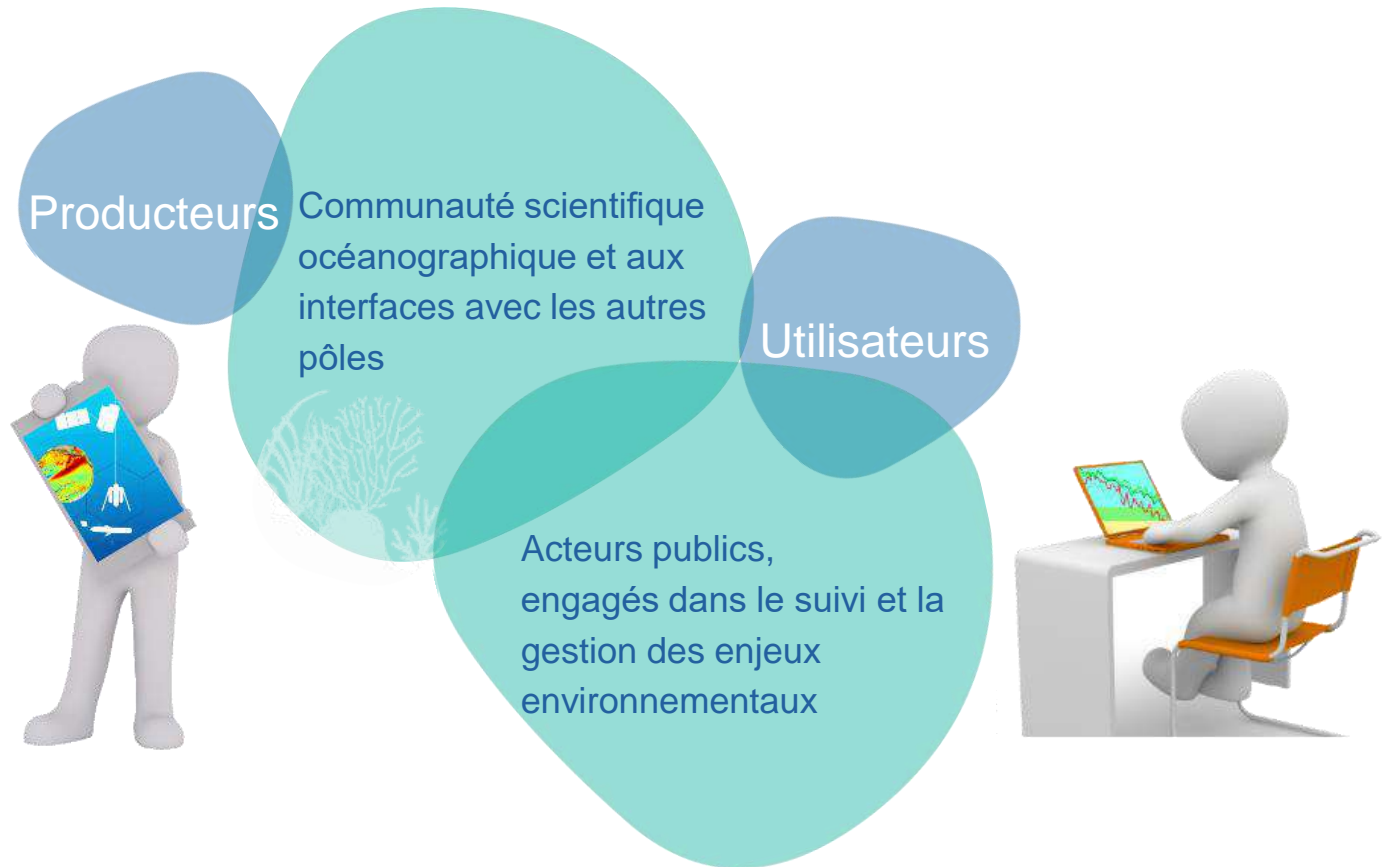 Producteurs
Communauté scientifique
océanographique et aux
interfaces avec les autres
pôles
Utilisateurs
Acteurs publics,
engagés dans le suivi et la
gestion des enjeux
environnementaux